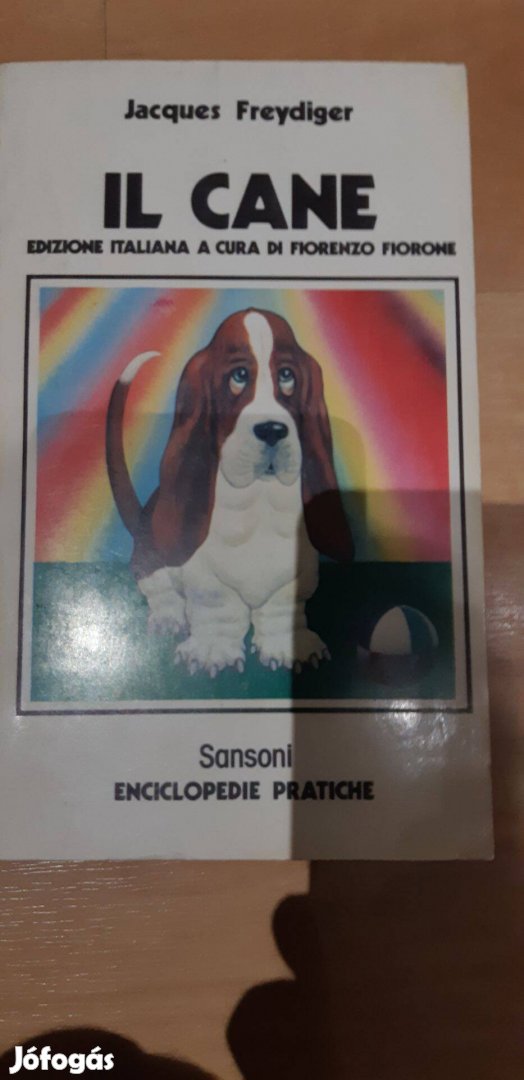 Jacques Freydiger
IL CANE
EDIZIONE ITALIANA A CURA DI FIORENZO FIORONE
Sansoni
ENCICLOPEDIE PRATICHE
Jófogás